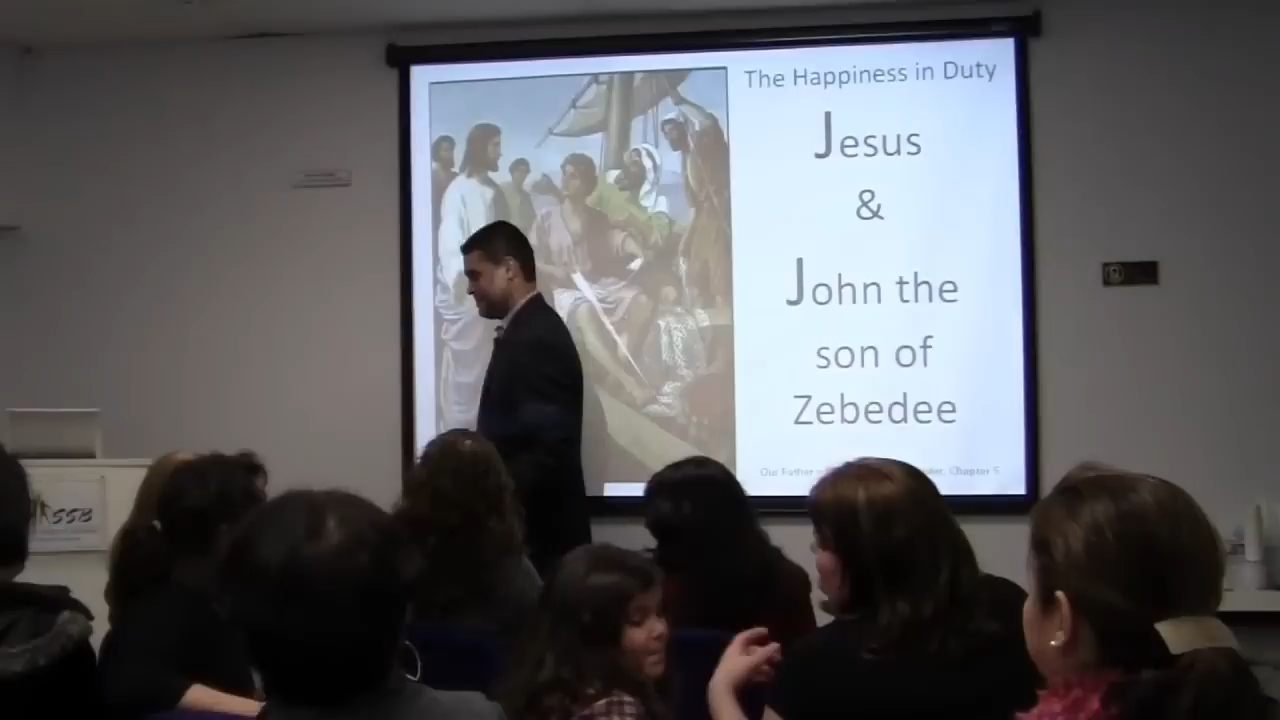 The Happiness in Duty
Jesus
&
John the
son of
Zebedee
Our Father
Chapter 5
SSB